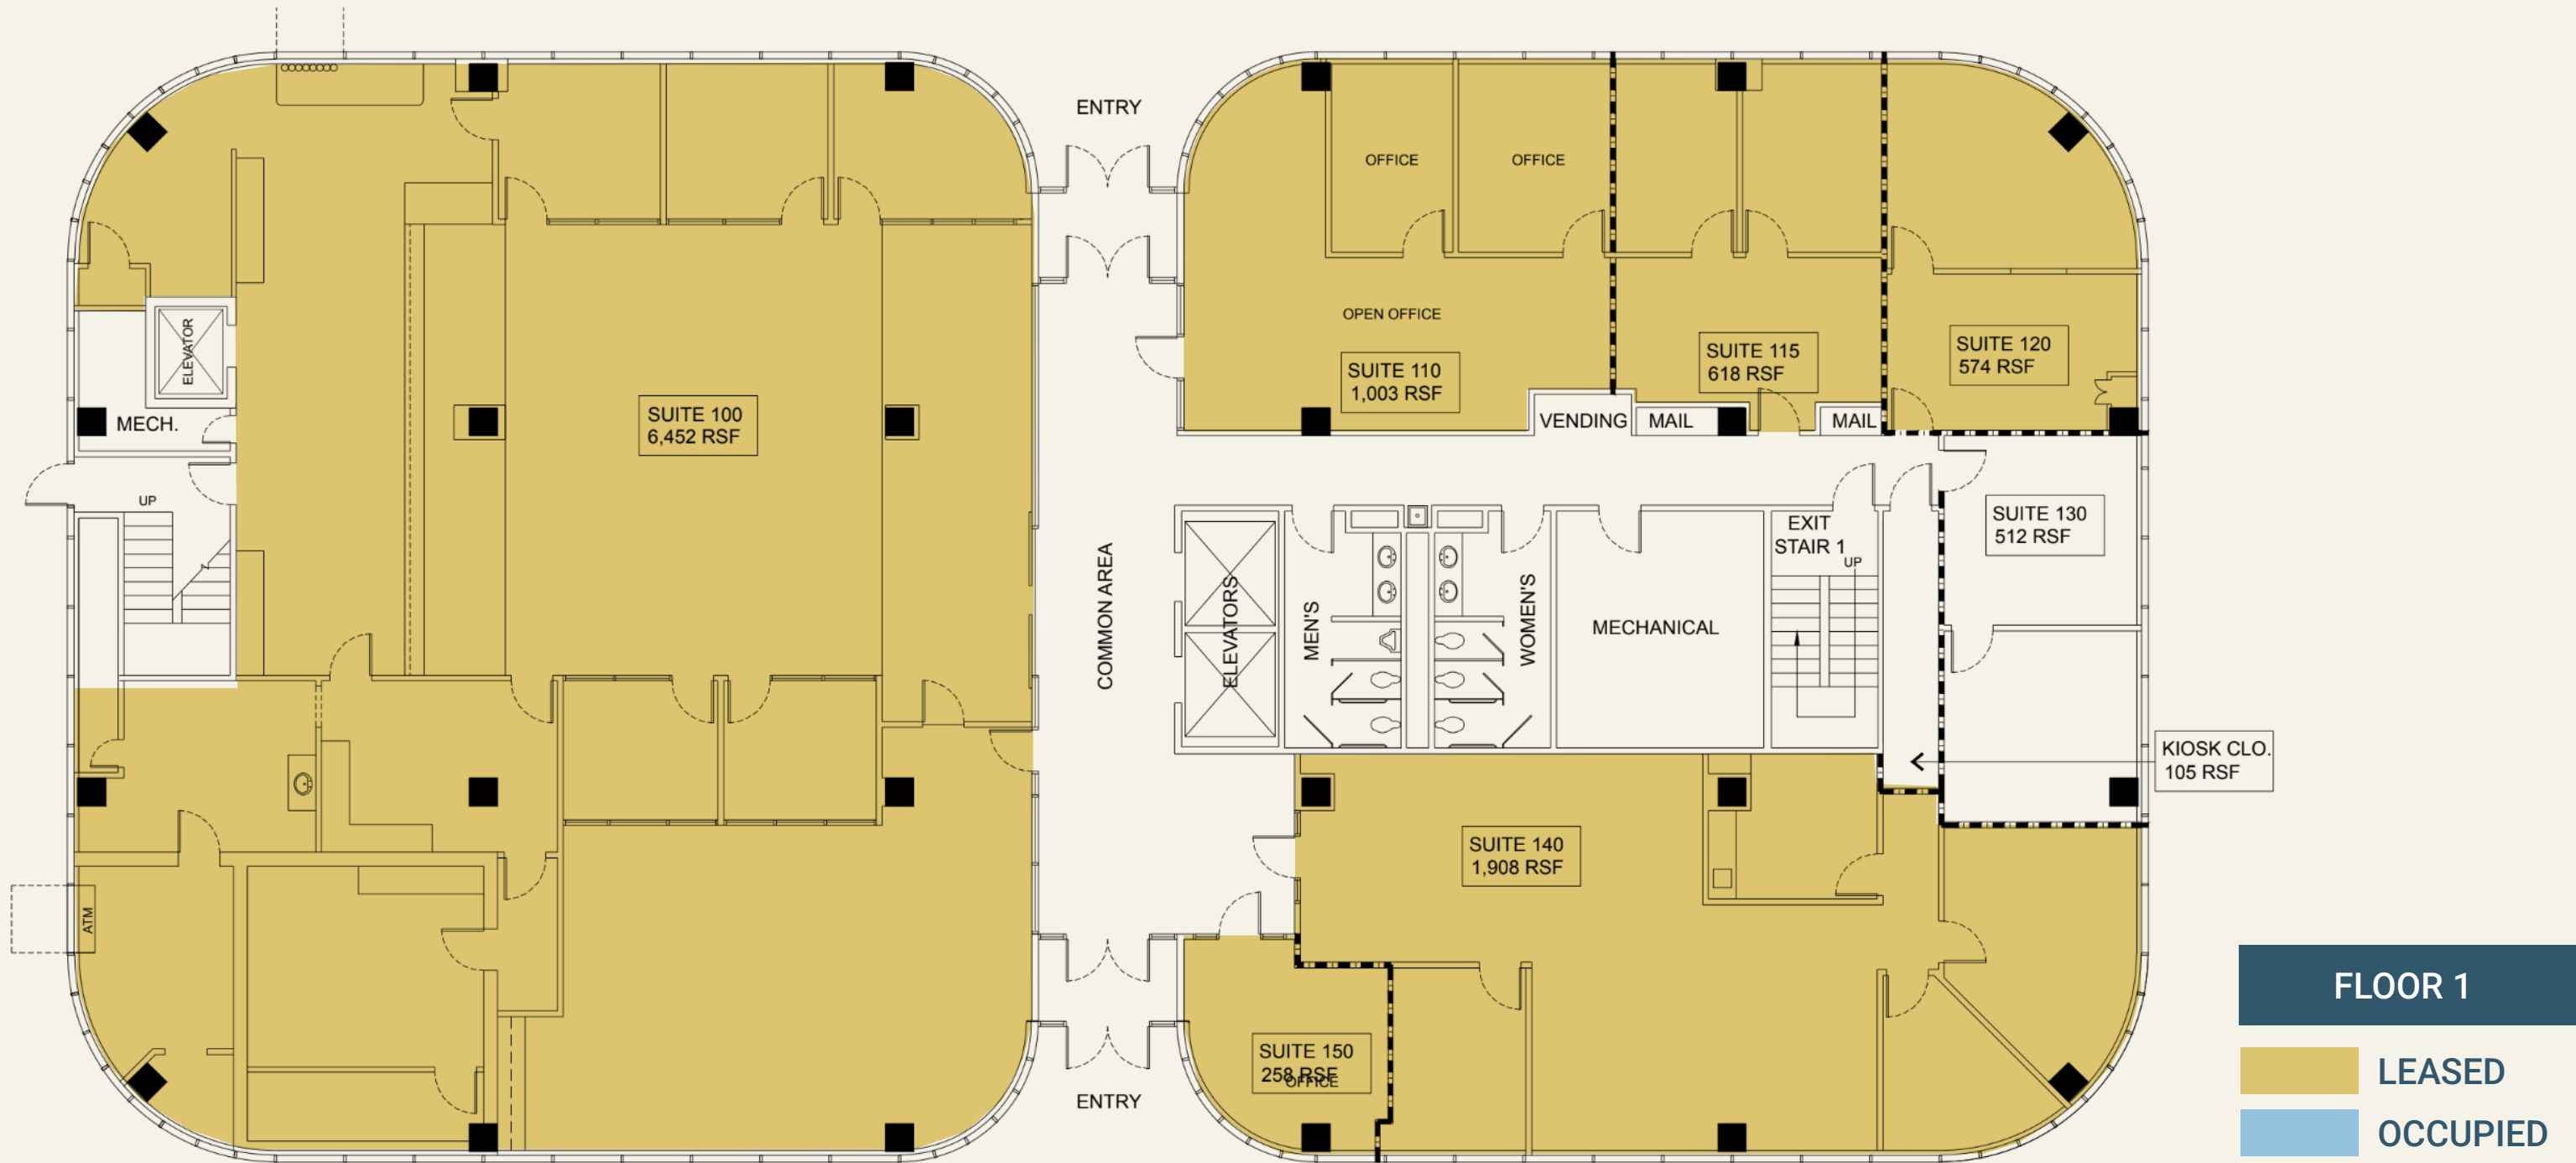 ENTRY
OFFICE
OFFICE
OPEN OFFICE
SUITE 110
1,003 RSF
SUITE 115
618 RSF
SUITE 120
574 RSF
ELEVATOR
MECH.
SUITE 100
6,452 RSF
VENDING
MAIL
MAIL
UP
SUITE 130
512 RSF
EXIT
STAIR 1
UP
COMMON AREA
ELEVATORS
MEN'S
WOMEN'S
MECHANICAL
KIOSK CLO.
105 RSF
SUITE 140
1,908 RSF
ATM
SUITE 150
258 RSF
OFFICE
ENTRY
FLOOR 1
LEASED
OCCUPIED